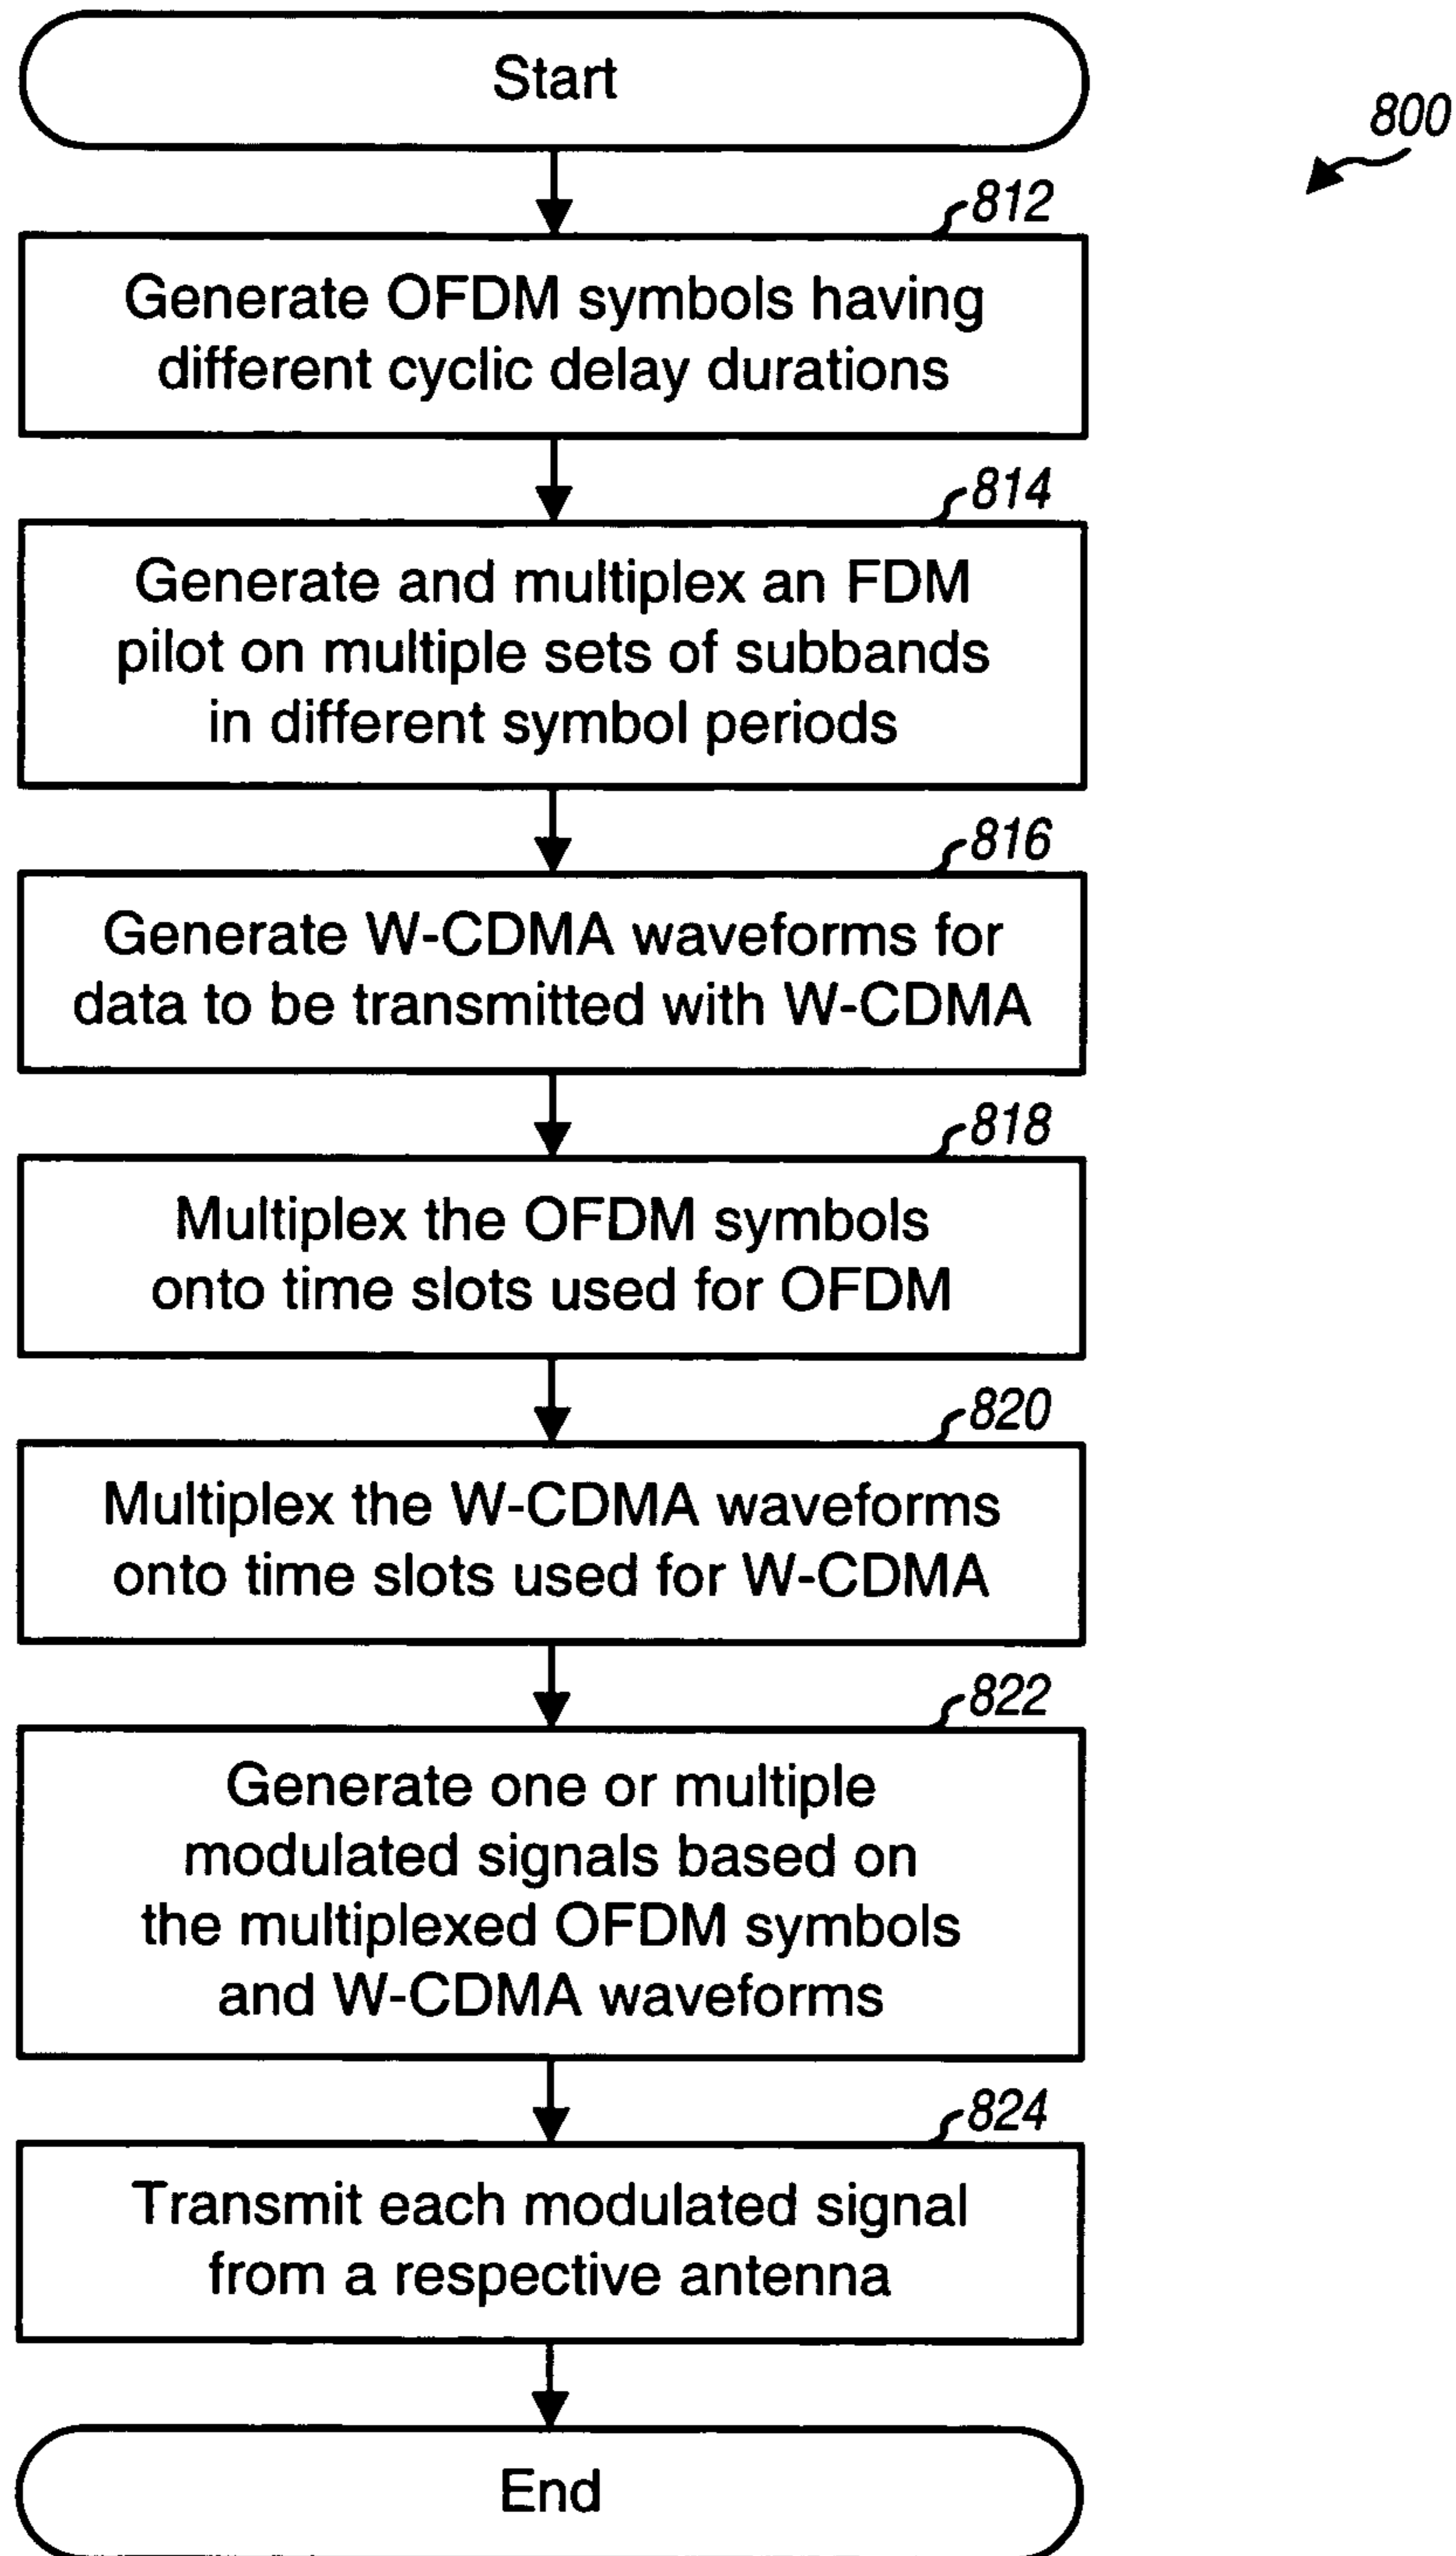 Start
800
812
Generate OFDM symbols having
different cyclic delay durations
814
Generate and multiplex an FDM
pilot on multiple sets of subbands
in different symbol periods
816
Generate W-CDMA waveforms for
data to be transmitted with W-CDMA
818
Multiplex the OFDM symbols
onto time slots used for OFDM
820
Multiplex the W-CDMA waveforms
onto time slots used for W-CDMA
822
Generate one or multiple
modulated signals based on
the multiplexed OFDM symbols
and W-CDMA waveforms
824
Transmit each modulated signal
from a respective antenna
End